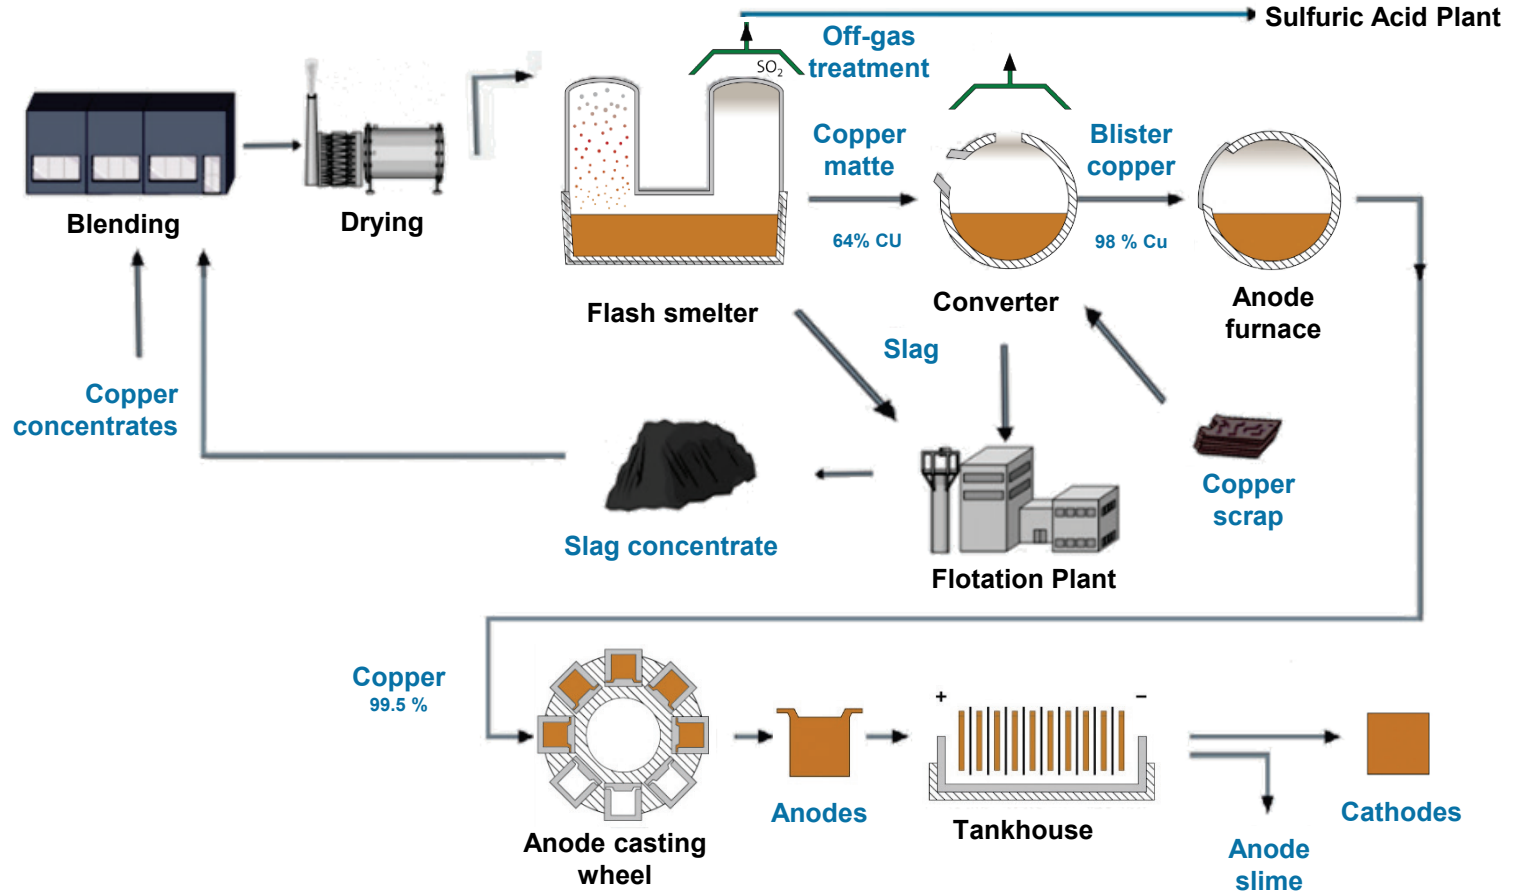 Sulfuric Acid Plant
Off-gas
treatment
SO2
Copper
matte
64% CU
Blister
copper
98 % Cu
Blending
Drying
Flash smelter
Converter
Anode
furnace
Slag
Copper
concentrates
Copper
scrap
Slag concentrate
Flotation Plant
Copper
99.5 %
+
−
Anode casting
wheel
Anodes
Tankhouse
Cathodes
Anode
slime